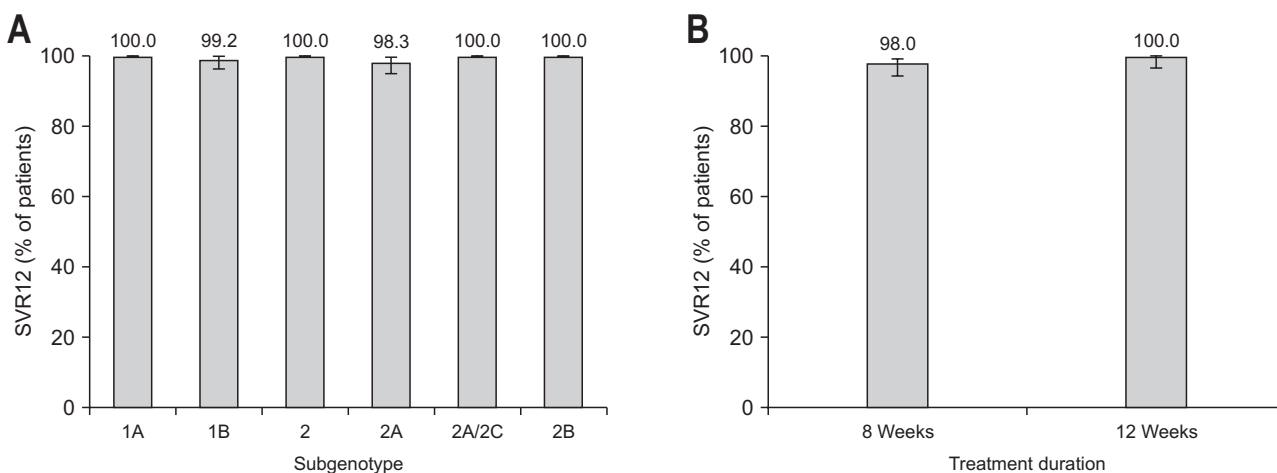 A
100.0 99.2 100.0 98.3 100.0 100.0
100
80
60
40
20
0
SVR12 (% of patients)
1A 1B 2 2A 2A/2C 2B
Subgenotype
B
98.0 100.0
100
80
60
40
20
0
SVR12 (% of patients)
8 Weeks 12 Weeks
Treatment duration